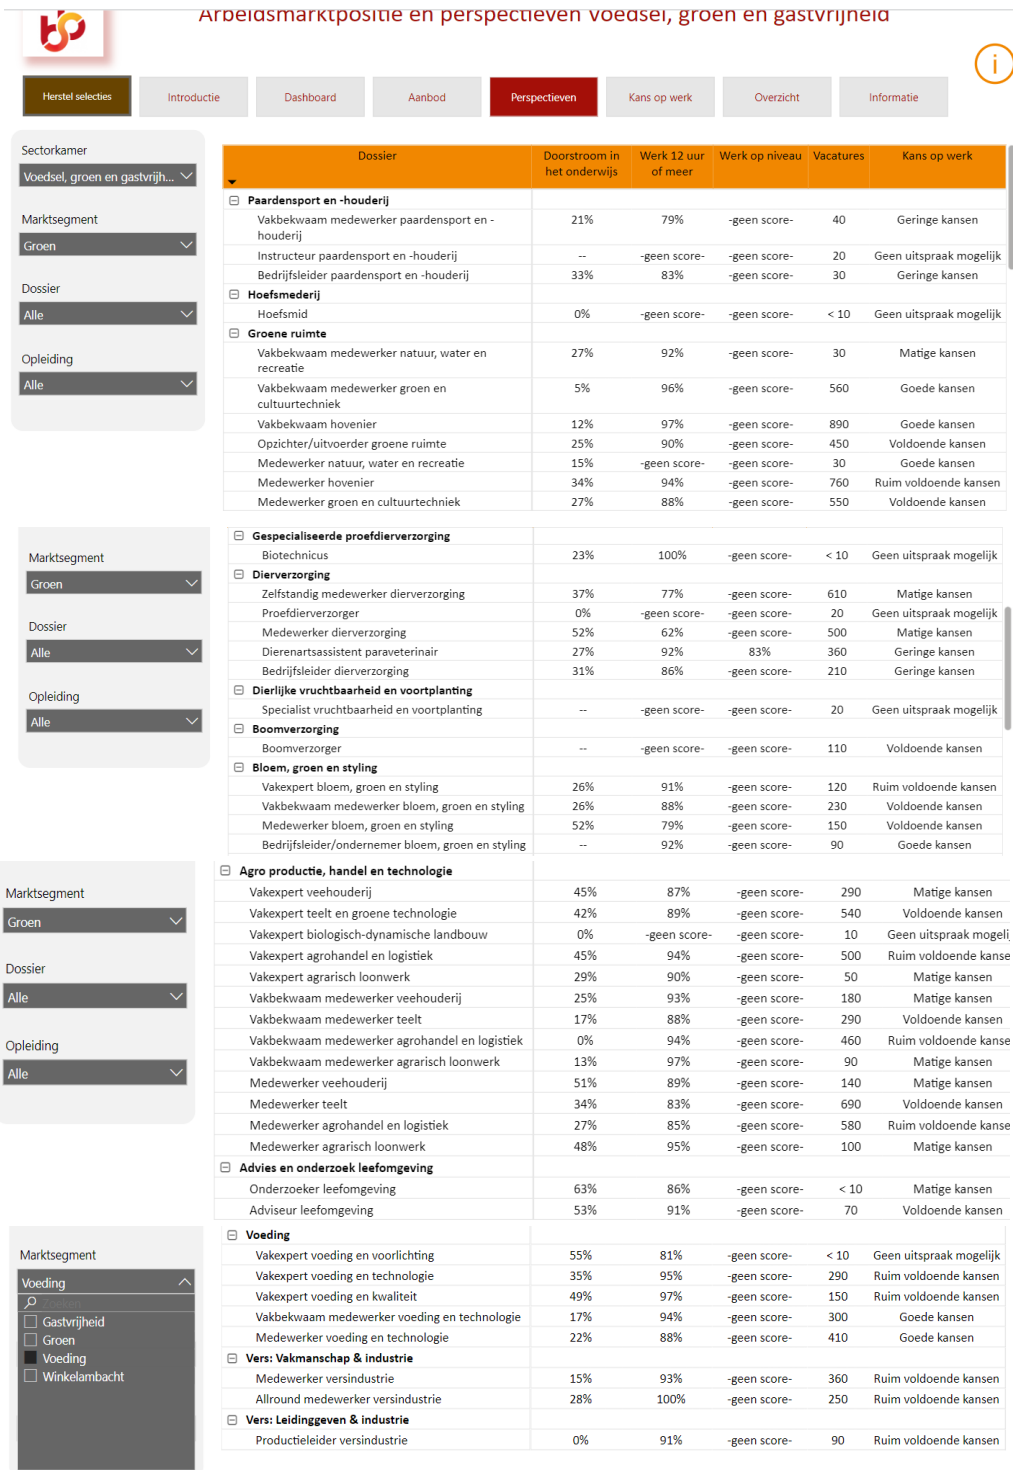 Arbeidsmarktpositie en perspectieven Voedsel, groen en gastvrijheid
Herstel selecties Introductie Dashboard Aanbod Perspectieven Kans op werk Overzicht Informatie
Sectorkamer
Voedsel, groen en gastvrijh...
Marktsegment
Groen
Dossier
Alle
Opleiding
Alle
Dossier Doorstroom in het onderwijs Werk 12 uur of meer Werk op niveau Vacatures Kans op werk
Paardensport en -houderij
Vakbekwaam medewerker paardensport en - 21% 79% -geen score- 40 Geringe kansen
houderij
Instructeur paardensport en -houderij -- -geen score- -geen score- 20 Geen uitspraak mogelijk
Bedrijfsleider paardensport en -houderij 33% 83% -geen score- 30 Geringe kansen
Hoefsmederij
Hoefsmid 0% -geen score- -geen score- < 10 Geen uitspraak mogelijk
Groene ruimte
Vakbekwaam medewerker natuur, water en 27% 92% -geen score- 30 Matige kansen
recreatie
Vakbekwaam medewerker groen en 5% 96% -geen score- 560 Goede kansen
cultuurtechniek
Vakbekwaam hovenier 12% 97% -geen score- 890 Goede kansen
Opzichter/uitvoerder groene ruimte 25% 90% -geen score- 450 Voldoende kansen
Medewerker natuur, water en recreatie 15% -geen score- -geen score- 30 Goede kansen
Medewerker hovenier 34% 94% -geen score- 760 Ruim voldoende kansen
Medewerker groen en cultuurtechniek 27% 88% -geen score- 550 Voldoende kansen
Marktsegment
Groen
Dossier
Alle
Opleiding
Alle
Gespecialiseerde proefdierverzorging
Biotechnicus 23% 100% -geen score- < 10 Geen uitspraak mogelijk
Dierverzorging
Zelfstandig medewerker dierverzorging 37% 77% -geen score- 610 Matige kansen
Proefdierverzorger 0% -geen score- -geen score- 20 Geen uitspraak mogelijk
Medewerker dierverzorging 52% 62% -geen score- 500 Matige kansen
Dierenartsassistent paraveterinair 27% 92% 83% 360 Geringe kansen
Bedrijfsleider dierverzorging 31% 86% -geen score- 210 Geringe kansen
Dierlijke vruchtbaarheid en voortplanting
Specialist vruchtbaarheid en voortplanting -- -geen score- -geen score- 20 Geen uitspraak mogelijk
Boomverzorging
Boomverzorger -- -geen score- -geen score- 110 Voldoende kansen
Bloem, groen en styling
Vakexpert bloem, groen en styling 26% 91% -geen score- 120 Ruim voldoende kansen
Vakbekwaam medewerker bloem, groen en styling 26% 88% -geen score- 230 Voldoende kansen
Medewerker bloem, groen en styling 52% 79% -geen score- 150 Voldoende kansen
Bedrijfsleider/ondernemer bloem, groen en styling -- 92% -geen score- 90 Goede kansen
Marktsegment
Groen
Dossier
Alle
Opleiding
Alle
Agro productie, handel en technologie
Vakexpert veehouderij 45% 87% -geen score- 290 Matige kansen
Vakexpert teelt en groene technologie 42% 89% -geen score- 540 Voldoende kansen
Vakexpert biologisch-dynamische landbouw 0% -geen score- -geen score- 10 Geen uitspraak mogelij
Vakexpert agrohandel en logistiek 45% 94% -geen score- 500 Ruim voldoende kanse
Vakexpert agrarisch loonwerk 29% 90% -geen score- 50 Matige kansen
Vakbekwaam medewerker veehouderij 25% 93% -geen score- 180 Matige kansen
Vakbekwaam medewerker teelt 17% 88% -geen score- 290 Voldoende kansen
Vakbekwaam medewerker agrohandel en logistiek 0% 94% -geen score- 460 Ruim voldoende kanse
Vakbekwaam medewerker agrarisch loonwerk 13% 97% -geen score- 90 Matige kansen
Medewerker veehouderij 51% 89% -geen score- 140 Matige kansen
Medewerker teelt 34% 83% -geen score- 690 Voldoende kansen
Medewerker agrohandel en logistiek 27% 85% -geen score- 580 Ruim voldoende kanse
Medewerker agrarisch loonwerk 48% 95% -geen score- 100 Matige kansen
Advies en onderzoek leefomgeving
Onderzoeker leefomgeving 63% 86% -geen score- < 10 Matige kansen
Adviseur leefomgeving 53% 91% -geen score- 70 Voldoende kansen
Marktsegment
Voeding
Zoeken
Gastvrijheid
Groen
Voeding
Winkelambacht
Voeding
Vakexpert voeding en voorlichting 55% 81% -geen score- < 10 Geen uitspraak mogelijk
Vakexpert voeding en technologie 35% 95% -geen score- 290 Ruim voldoende kansen
Vakexpert voeding en kwaliteit 49% 97% -geen score- 150 Ruim voldoende kansen
Vakbekwaam medewerker voeding en technologie 17% 94% -geen score- 300 Goede kansen
Medewerker voeding en technologie 22% 88% -geen score- 410 Goede kansen
Vers: Vakmanschap & industrie
Medewerker versindustrie 15% 93% -geen score- 360 Ruim voldoende kansen
Allround medewerker versindustrie 28% 100% -geen score- 250 Ruim voldoende kansen
Vers: Leidinggeven & industrie
Productieleider versindustrie 0% 91% -geen score- 90 Ruim voldoende kansen